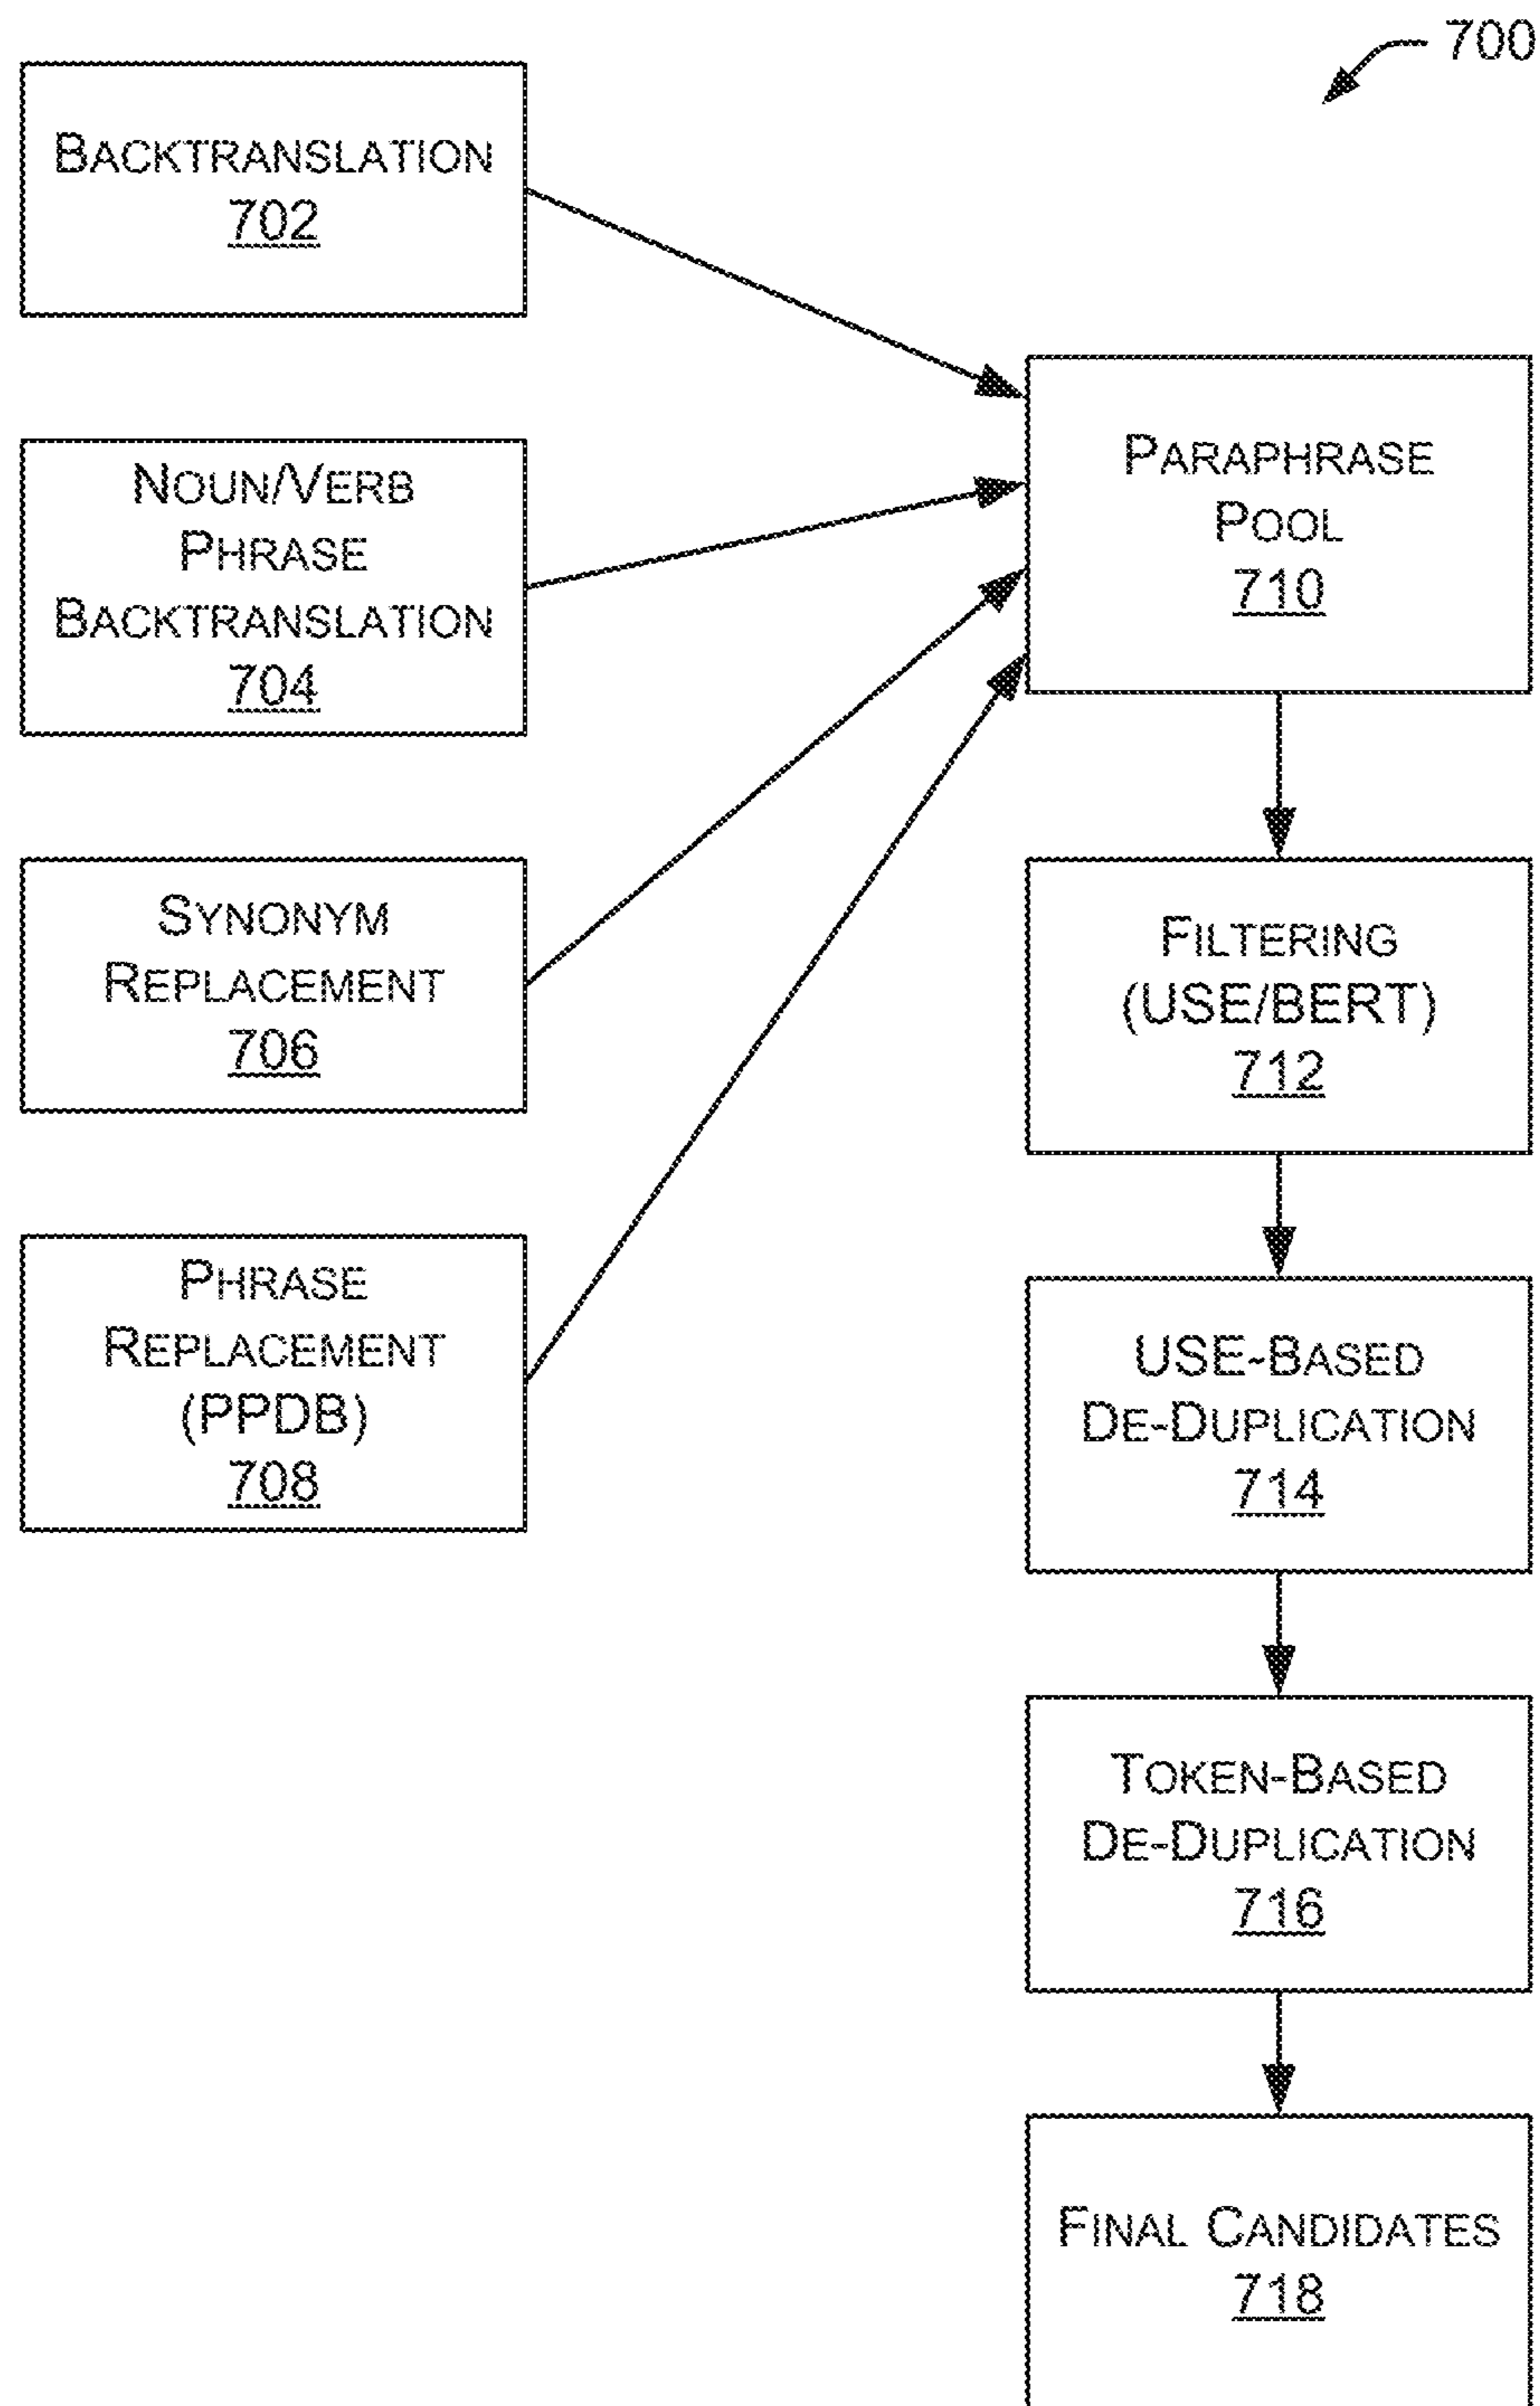 700
BACKTRANSLATION
702
NOUN/VERB
PHRASE
BACKTRANSLATION
704
SYNONYM
REPLACEMENT
706
PHRASE
REPLACEMENT
(PPDB)
708
PARAPHRASE
POOL
710
FILTERING
(USE/BERT)
712
USE-BASED
DE-DUPLICATION
714
TOKEN-BASED
DE-DUPLICATION
716
FINAL CANDIDATES
718